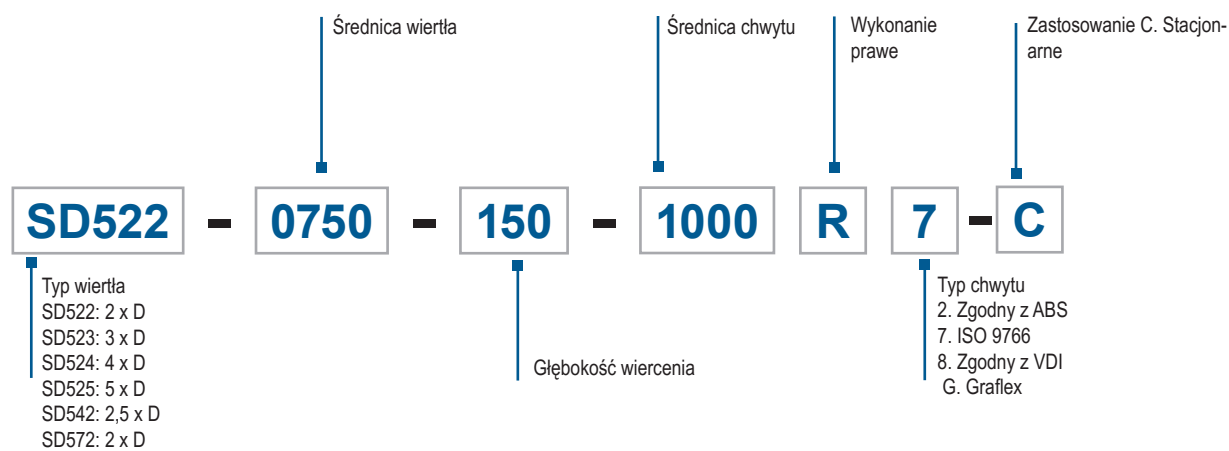 Średnica wiertła
Średnica chwytu
Wykonanie
prawe
Zastosowanie C. Stacjon-
arne
SD522 - 0750 - 150 - 1000 R 7 - C
Typ wiertła
SD522: 2 x D
SD523: 3 x D
SD524: 4 x D
SD525: 5 x D
SD542: 2,5 x D
SD572: 2 x D
Głębokość wiercenia
Typ chwytu
2. Zgodny z ABS
7. ISO 9766
8. Zgodny z VDI
G. Graflex